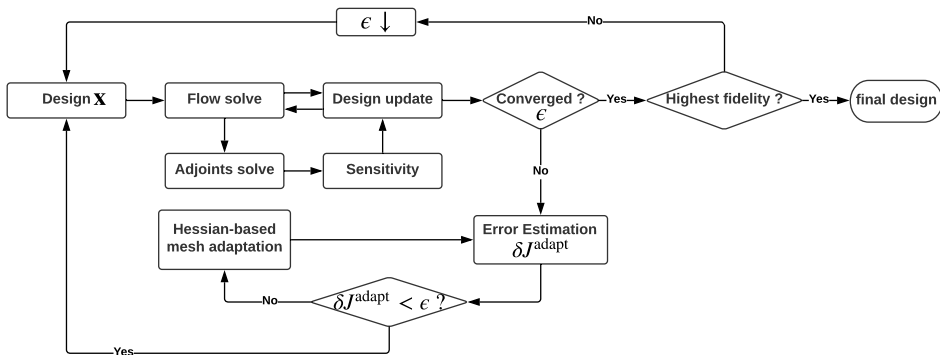 ϵ ↓
No
Design x
Flow solve
Design update
Converged ?
ϵ
Yes
Highest fidelity ?
Yes
final design
Adjoints solve
Sensitivity
No
Hessian-based
mesh adaptation
Error Estimation
δJ^adapt
No
δJ^adapt < ϵ ?
Yes